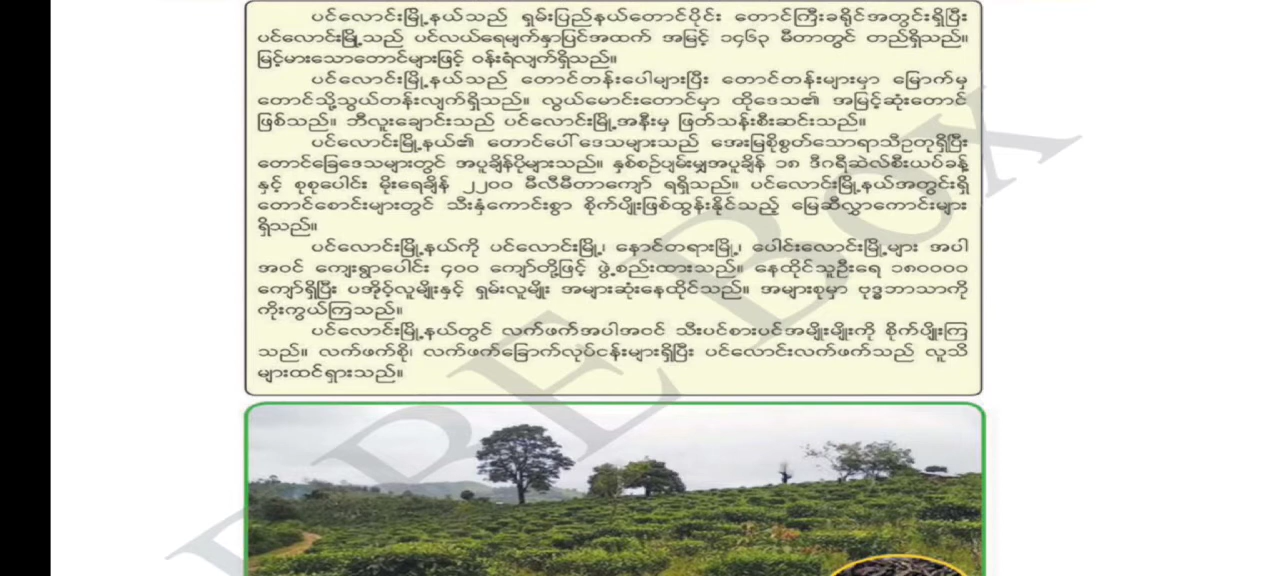 ပင်လောင်းမြို့နယ်သည် ရှမ်းပြည်နယ်တောင်ပိုင်း တောင်ကြီးခရိုင်အတွင်းရှိပြီး
ပင်လောင်းမြို့သည် ပင်လယ်ရေမျက်နှာပြင်အထက် အမြင့် ၁၄၆၃ မီတာတွင် တည်ရှိသည်။
မြင့်မားသောတောင်များဖြင့် ဝန်းရံလျက်ရှိသည်။
ပင်လောင်းမြို့နယ်သည် တောင်တန်းပေါများပြီး တောင်တန်းများမှာ မြောက်မှ
တောင်သို့သွယ်တန်းလျက်ရှိသည်။ လွယ်မောင်းတောင်မှာ ထိုဒေသ၏ အမြင့်ဆုံးတောင်
ဖြစ်သည်။ ဘီလူးချောင်းသည် ပင်လောင်းမြို့အနီးမှ ဖြတ်သန်းစီးဆင်းသည်။
ပင်လောင်းမြို့နယ်၏ တောင်ပေါ်ဒေသများသည် အေးမြစိုစွတ်သောရာသီဥတုရှိပြီး
တောင်ခြေဒေသများတွင် အပူချိန်ပိုများသည်။ နှစ်စဉ်ပျမ်းမျှအပူချိန် ၁၈ ဒီဂရီဆဲလ်စီးယပ်ခန့်
နှင့် စုစုပေါင်း မိုးရေချိန် ၂၂၀၀ မီလီမီတာကျော် ရရှိသည်။ ပင်လောင်းမြို့နယ်အတွင်းရှိ
တောင်စောင်းများတွင် သီးနှံကောင်းစွာ စိုက်ပျိုးဖြစ်ထွန်းနိုင်သည့် မြေဆီလွှာကောင်းများ
ရှိသည်။
ပင်လောင်းမြို့နယ်ကို ပင်လောင်းမြို့၊ နောင်တရားမြို့၊ ပေါင်းလောင်းမြို့များ အပါ
အဝင် ကျေးရွာပေါင်း ၄၀၀ ကျော်တို့ဖြင့် ဖွဲ့စည်းထားသည်။ နေထိုင်သူဦးရေ ၁၈၀၀၀၀
ကျော်ရှိပြီး ပအိုဝ့်လူမျိုးနှင့် ရှမ်းလူမျိုး အများဆုံးနေထိုင်သည်။ အများစုမှာ ဗုဒ္ဓဘာသာကို
ကိုးကွယ်ကြသည်။
ပင်လောင်းမြို့နယ်တွင် လက်ဖက်အပါအဝင် သီးပင်စားပင်အမျိုးမျိုးကို စိုက်ပျိုးကြ
သည်။ လက်ဖက်စို၊ လက်ဖက်ခြောက်လုပ်ငန်းများရှိပြီး ပင်လောင်းလက်ဖက်သည် လူသိ
များထင်ရှားသည်။